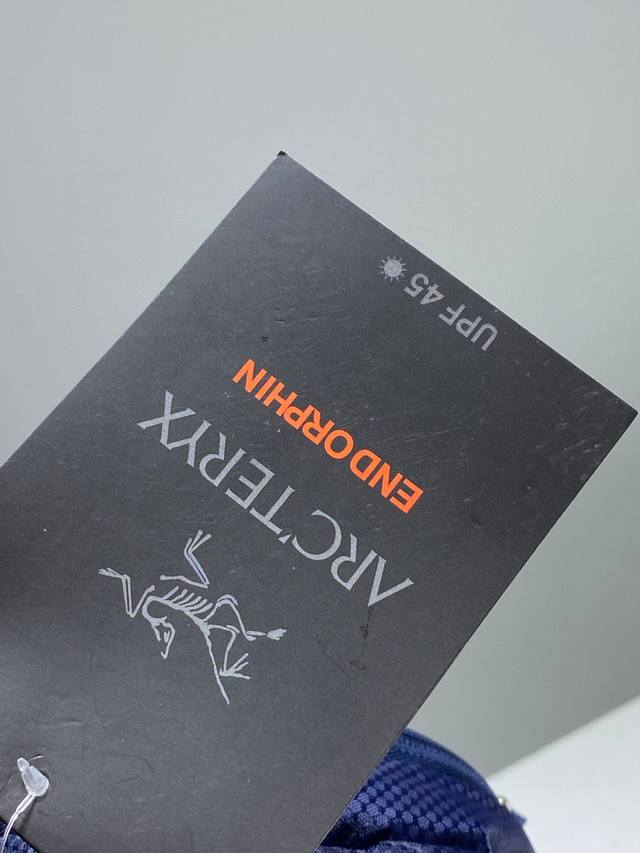 ARC'TERYX
ENDORPHIN
UPF 45